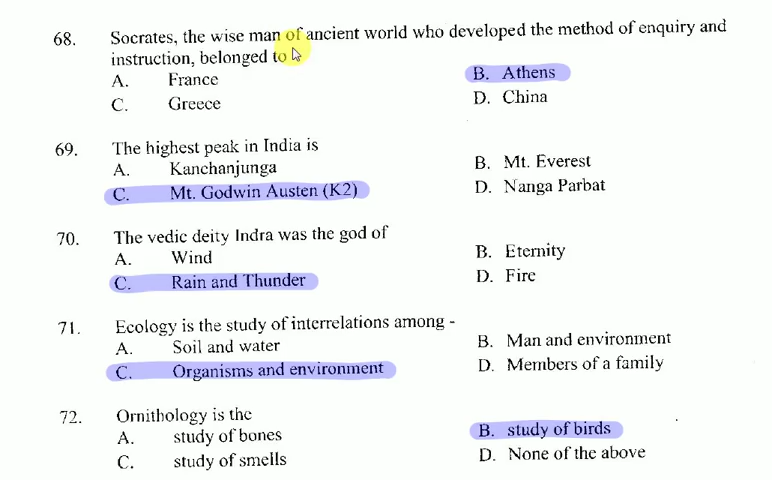 68. Socrates, the wise man of ancient world who developed the method of enquiry and
instruction, belonged to
A. France B. Athens
C. Greece D. China
69. The highest peak in India is
A. Kanchanjunga B. Mt. Everest
C. Mt. Godwin Austen (K2) D. Nanga Parbat
70. The vedic deity Indra was the god of
A. Wind B. Eternity
C. Rain and Thunder D. Fire
71. Ecology is the study of interrelations among -
A. Soil and water B. Man and environment
C. Organisms and environment D. Members of a family
72. Ornithology is the
A. study of bones B. study of birds
C. study of smells D. None of the above